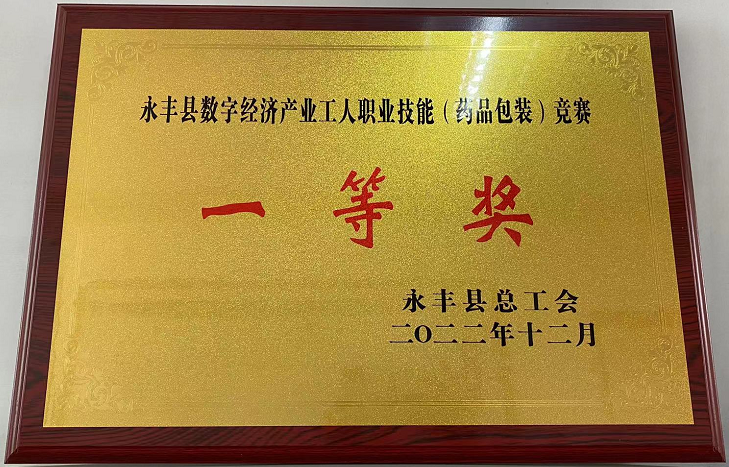 永丰县数字经济产业工人职业技能（药品包装）竞赛
一等奖
永丰县总工会
二〇二二年十二月